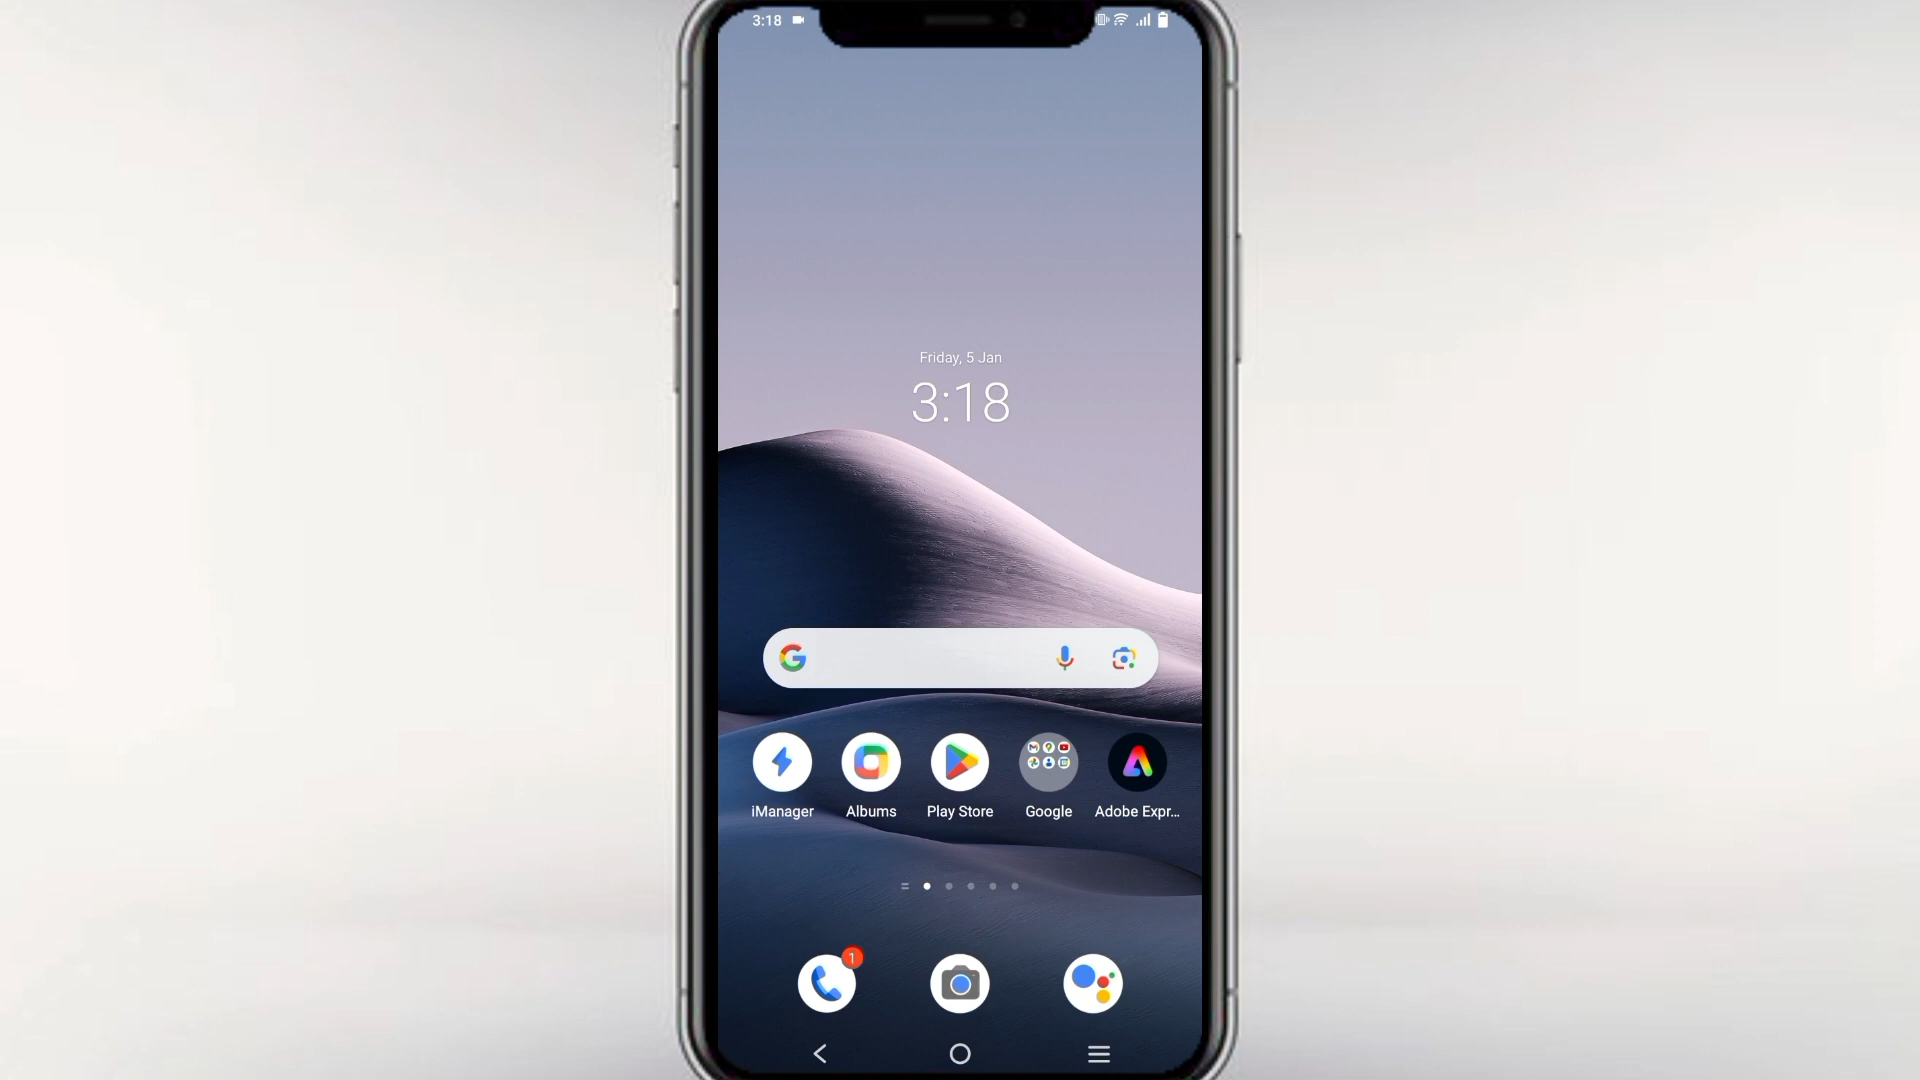 3:18
Friday, 5 Jan
3:18
iManager
Albums
Play Store
Google
Adobe Expr...
1